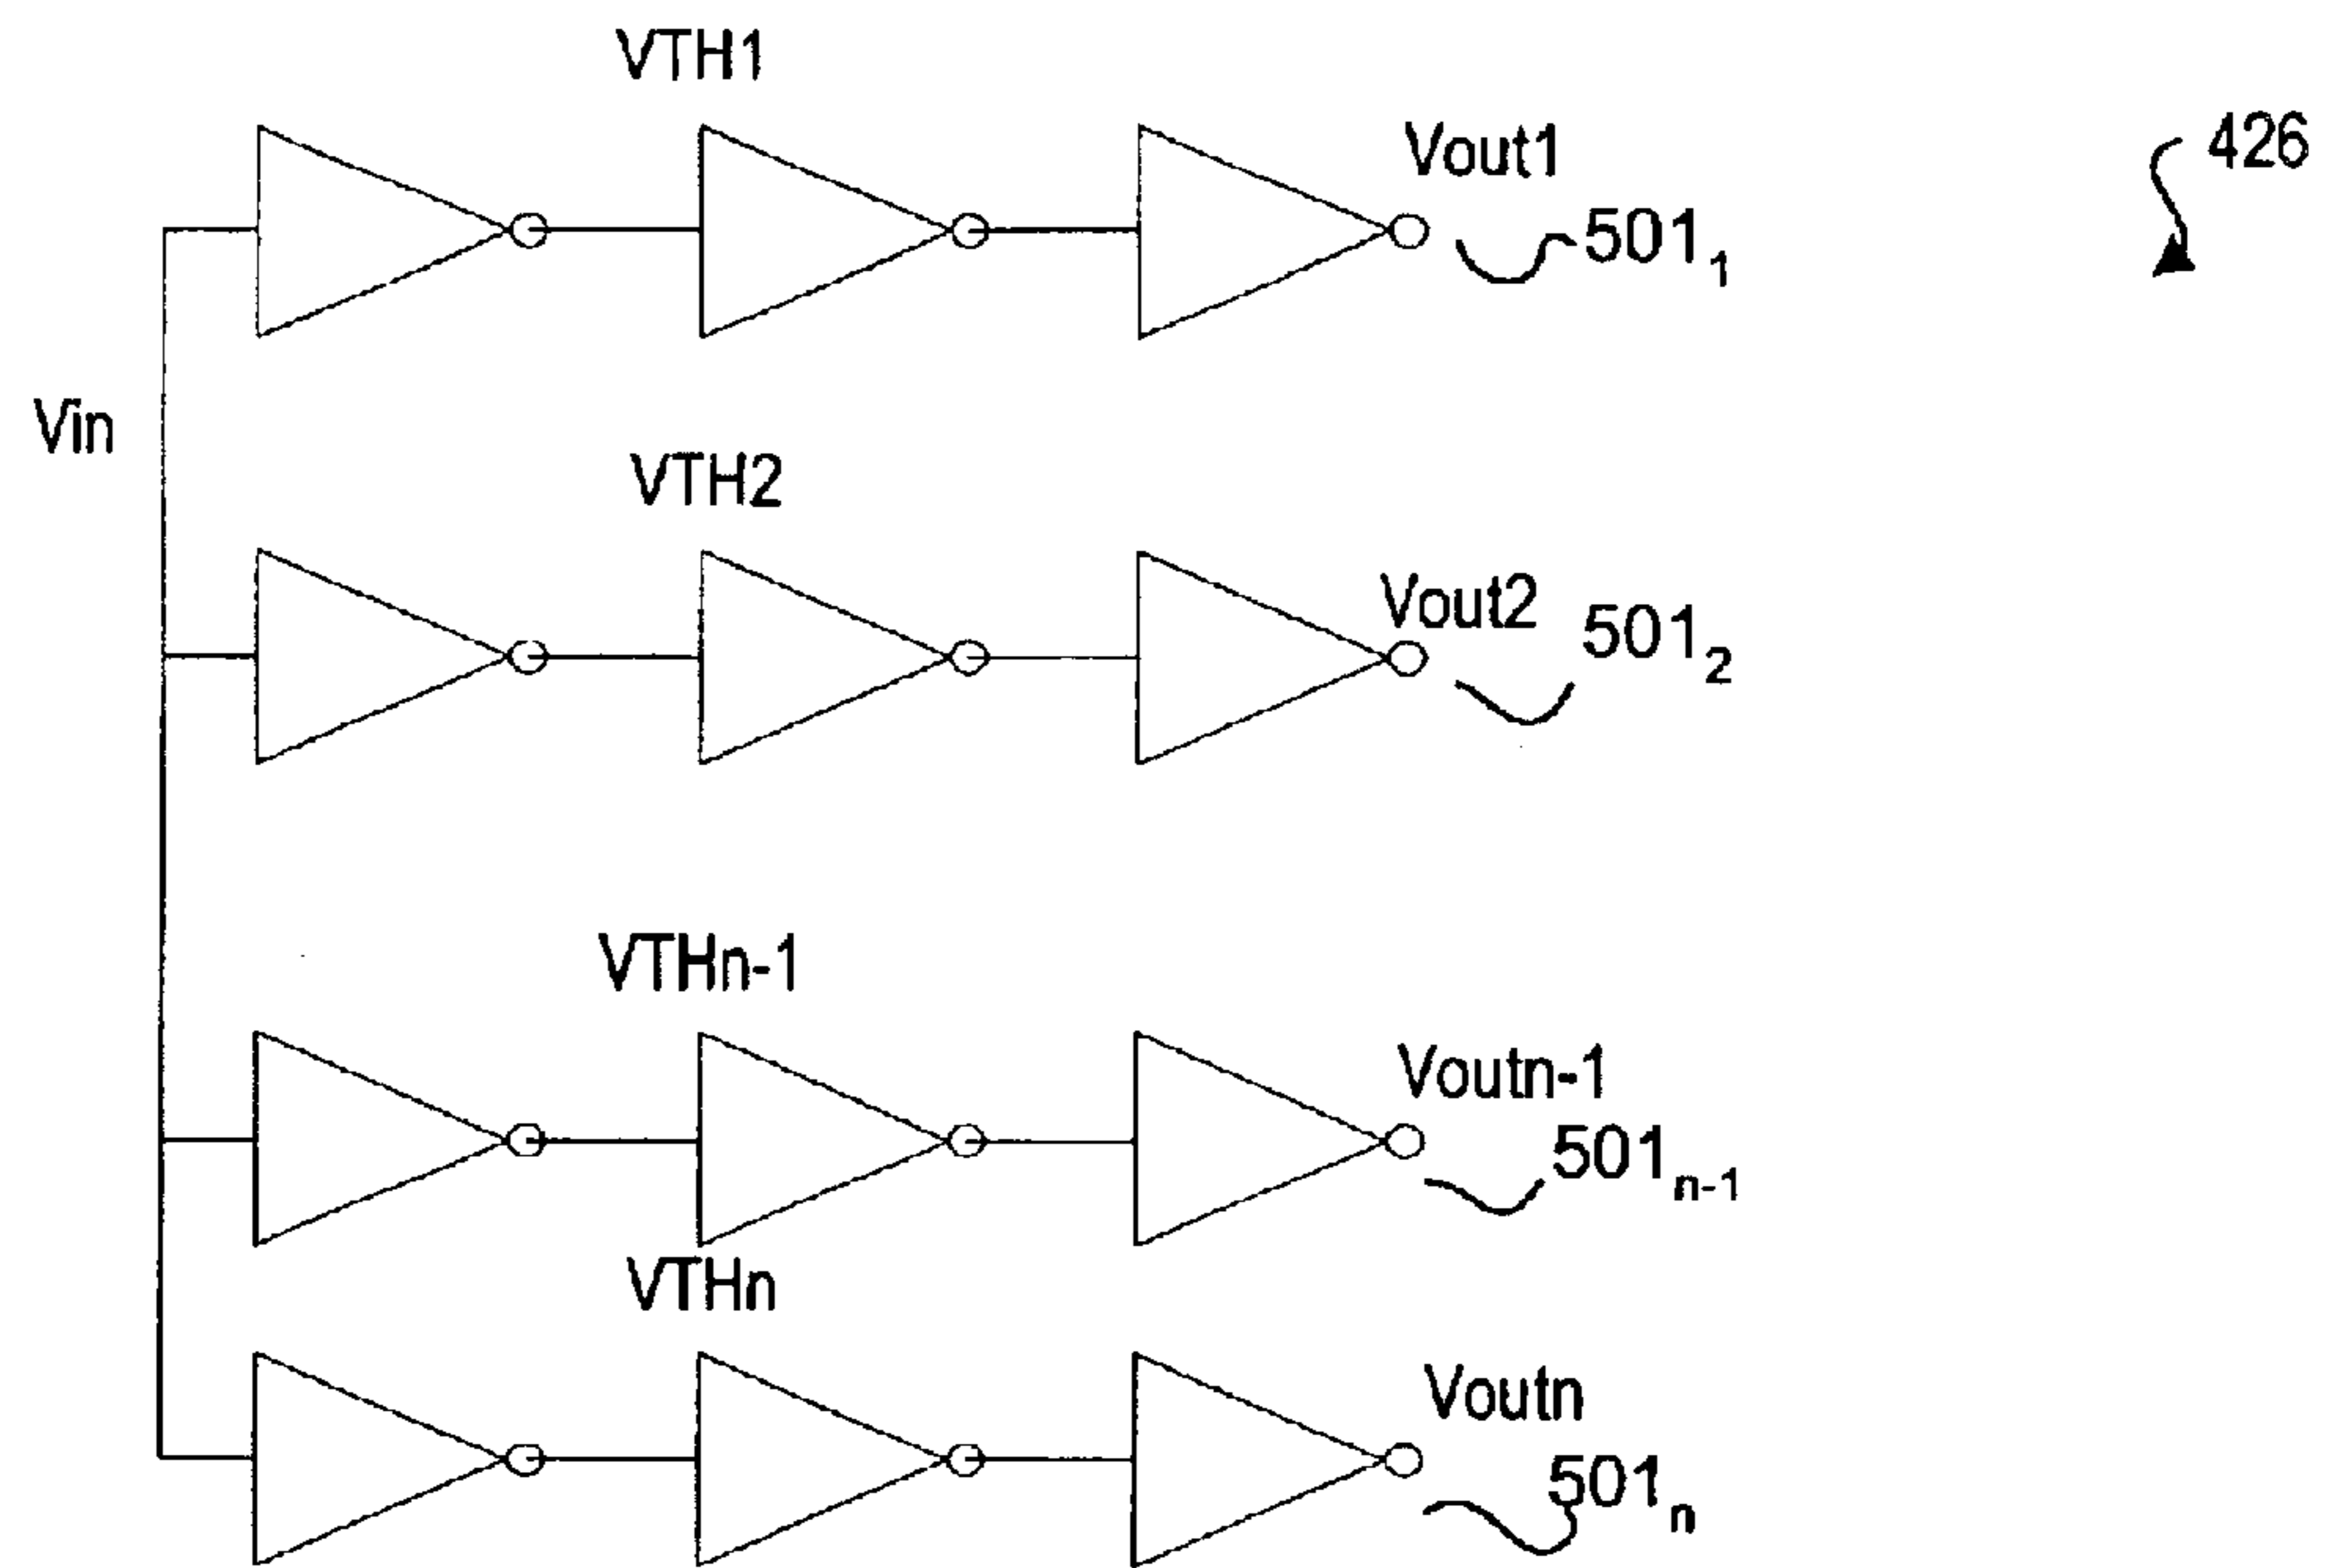 VTH1
Vout1
426
501₁
Vin
VTH2
Vout2
501₂
VTHn-1
Voutn-1
501ₙ₋₁
VTHn
Voutn
501ₙ